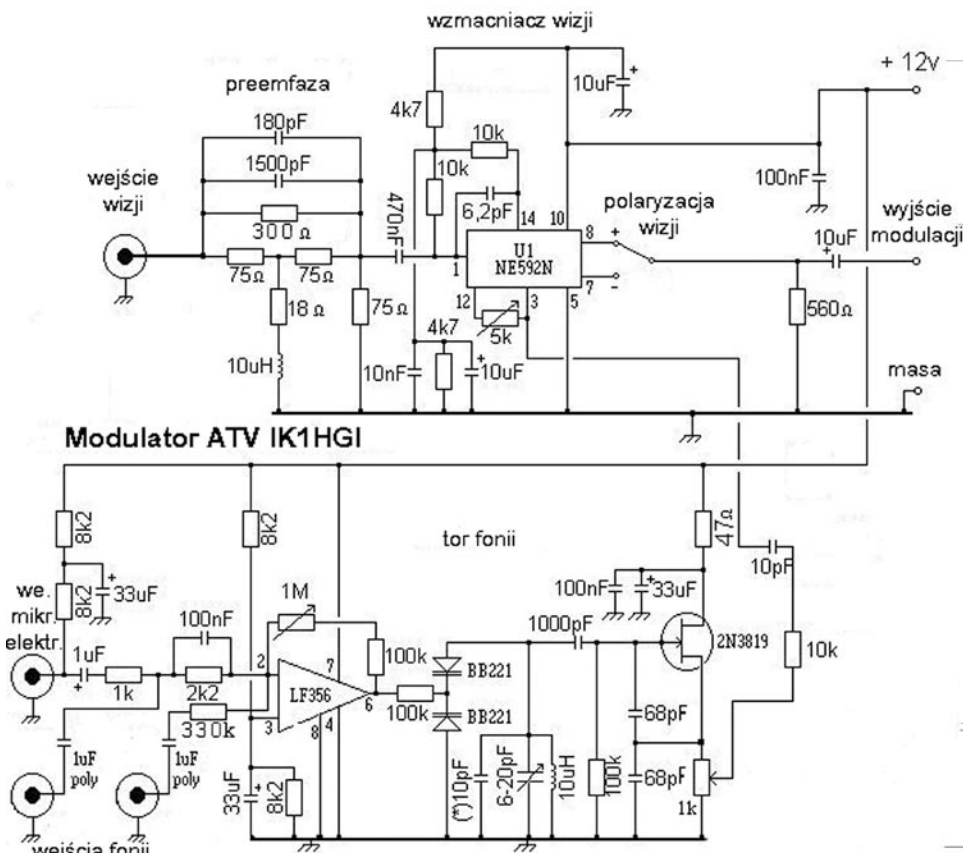 wzmacniacz wizji
+ 12v
10uF
+
preemfaza
180pF
4k7
10k
1500pF
10k
100nF
wejście
wizji
300Ω
470nF
6,2pF
14
10
polaryzacja
wizji
wyjście
modulacji
10uF
+
8
+
U1
NE592N
1
7
-
75Ω
75Ω
12
3
5
18Ω
75Ω
5k
560Ω
4k7
10uH
10nF
+
10uF
masa
Modulator ATV IK1HGI
8k2
8k2
47Ω
tor fonii
10pF
we.
mikr.
elektr.
8k2
+
33uF
1M
100nF
+
33uF
100nF
1000pF
2N3819
10k
1uF
+
1k
2k2
2
7
100k
BB221
LF356
6
100k
330k
3
8
4
BB221
68pF
1uF
poly
1uF
poly
33uF
+
8k2
(*)10pF
6-20pF
10uH
100k
68pF
1k
wejścia fonii